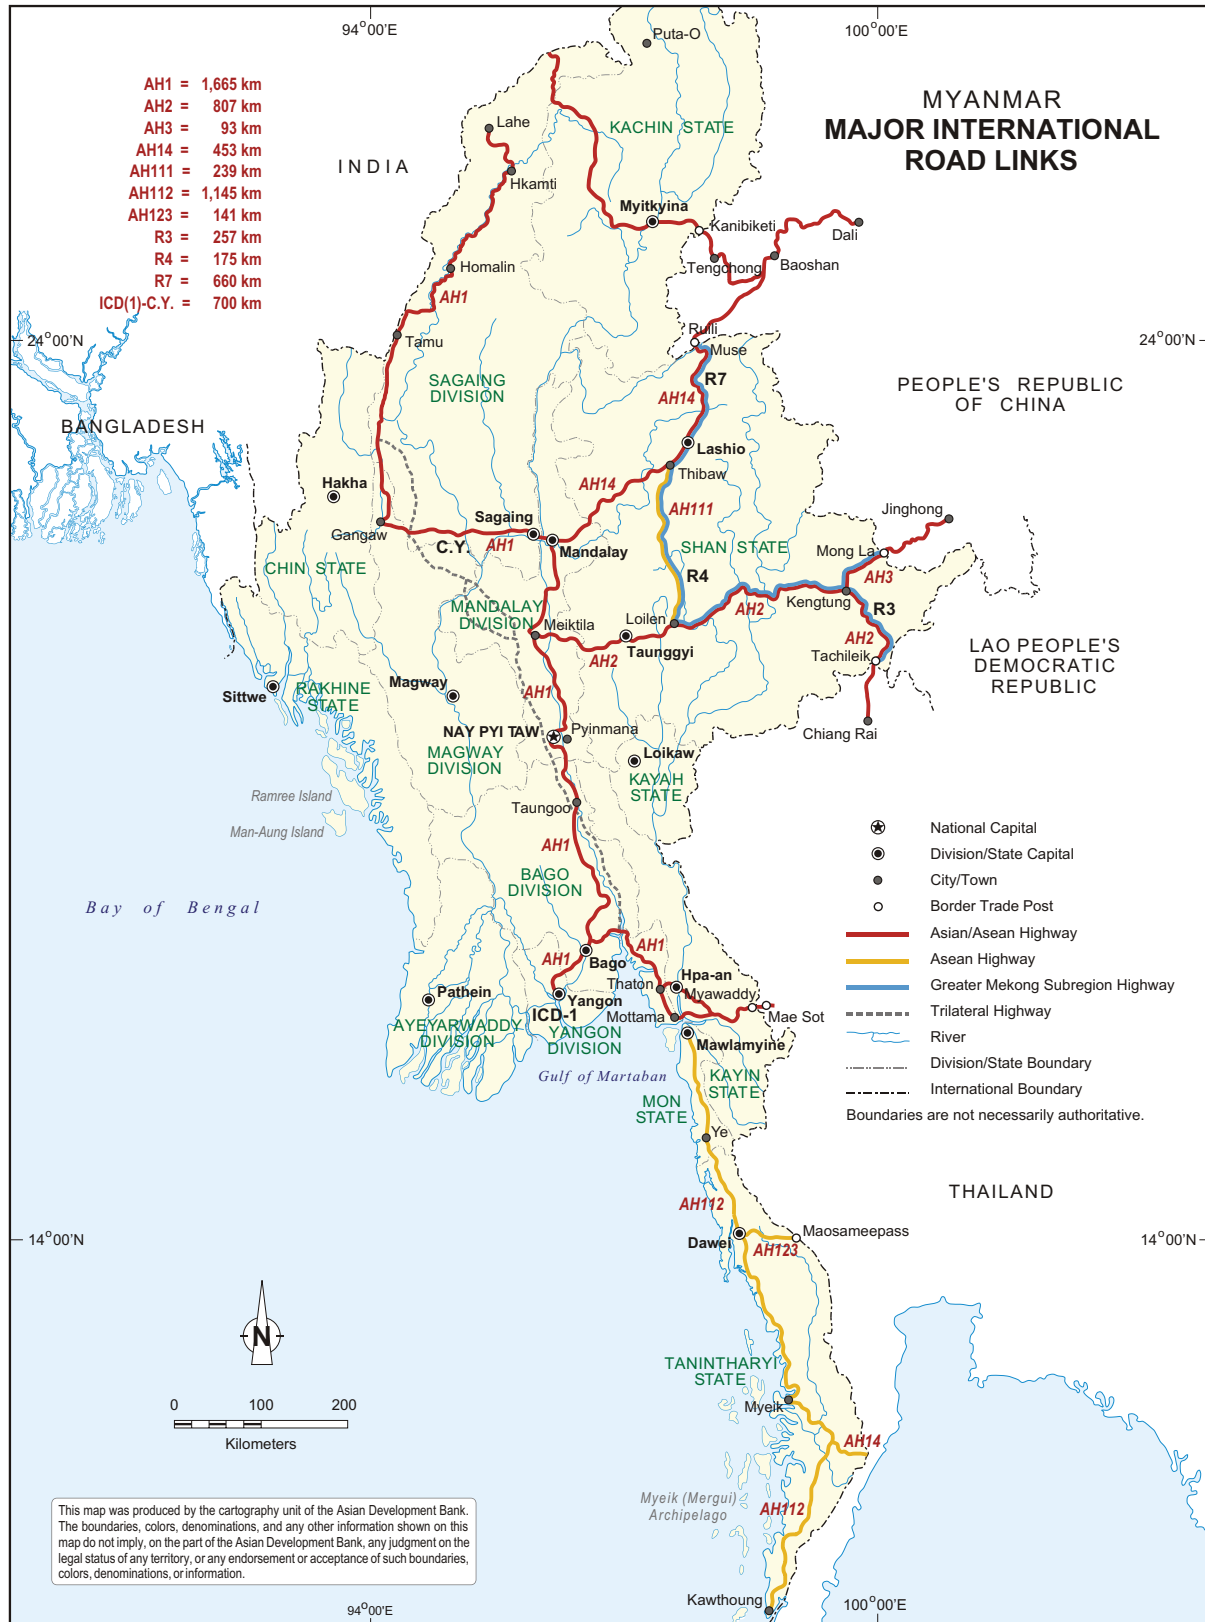 94°00'E
100°00'E
MYANMAR
MAJOR INTERNATIONAL
ROAD LINKS
AH1 = 1,665 km
AH2 = 807 km
AH3 = 93 km
AH14 = 453 km
AH111 = 239 km
AH112 = 1,145 km
AH123 = 141 km
R3 = 257 km
R4 = 175 km
R7 = 660 km
ICD(1)-C.Y. = 700 km
Puta-O
Lahe
KACHIN STATE
INDIA
Hkamti
Myitkyina
Kanibiketi
Dali
Tengchong
Baoshan
Homalin
AH1
Rulli
24°00'N
Tamu
Muse
24°00'N
SAGAING
DIVISION
R7
AH14
PEOPLE'S REPUBLIC
OF CHINA
BANGLADESH
Lashio
Thibaw
Hakha
AH14
AH111
Jinghong
Sagaing
Gangaw
C.Y.
AH1
Mandalay
SHAN STATE
Mong La
CHIN STATE
R4
AH3
MANDALAY
DIVISION
AH2
Kengtung
R3
Meiktila
Loilen
AH2
Taunggyi
AH2
Tachileik
LAO PEOPLE'S
DEMOCRATIC
REPUBLIC
Sittwe
RAKHINE
STATE
Magway
AH1
Chiang Rai
NAY PYI TAW
Pyinmana
MAGWAY
DIVISION
Loikaw
KAYAH
STATE
Ramree Island
Taungoo
Man-Aung Island
AH1
National Capital
Division/State Capital
City/Town
Border Trade Post
Asian/Asean Highway
Asean Highway
Greater Mekong Subregion Highway
Trilateral Highway
River
Division/State Boundary
International Boundary
Boundaries are not necessarily authoritative.
BAGO
DIVISION
Bay of Bengal
AH1
AH1
Bago
Hpa-an
Thaton
Myawaddy
Pathein
Yangon
ICD-1
Mottama
Mae Sot
AYEYARWADDY
DIVISION
YANGON
DIVISION
Mawlamyine
Gulf of Martaban
KAYIN
STATE
MON
STATE
Ye
THAILAND
AH112
14°00'N
Dawei
Maosameepass
AH123
14°00'N
TANINTHARYI
STATE
N
Myeik
0 100 200
Kilometers
AH14
Myeik (Mergui)
Archipelago
AH112
This map was produced by the cartography unit of the Asian Development Bank.
The boundaries, colors, denominations, and any other information shown on this
map do not imply, on the part of the Asian Development Bank, any judgment on the
legal status of any territory, or any endorsement or acceptance of such boundaries,
colors, denominations, or information.
Kawthoung
94°00'E
100°00'E